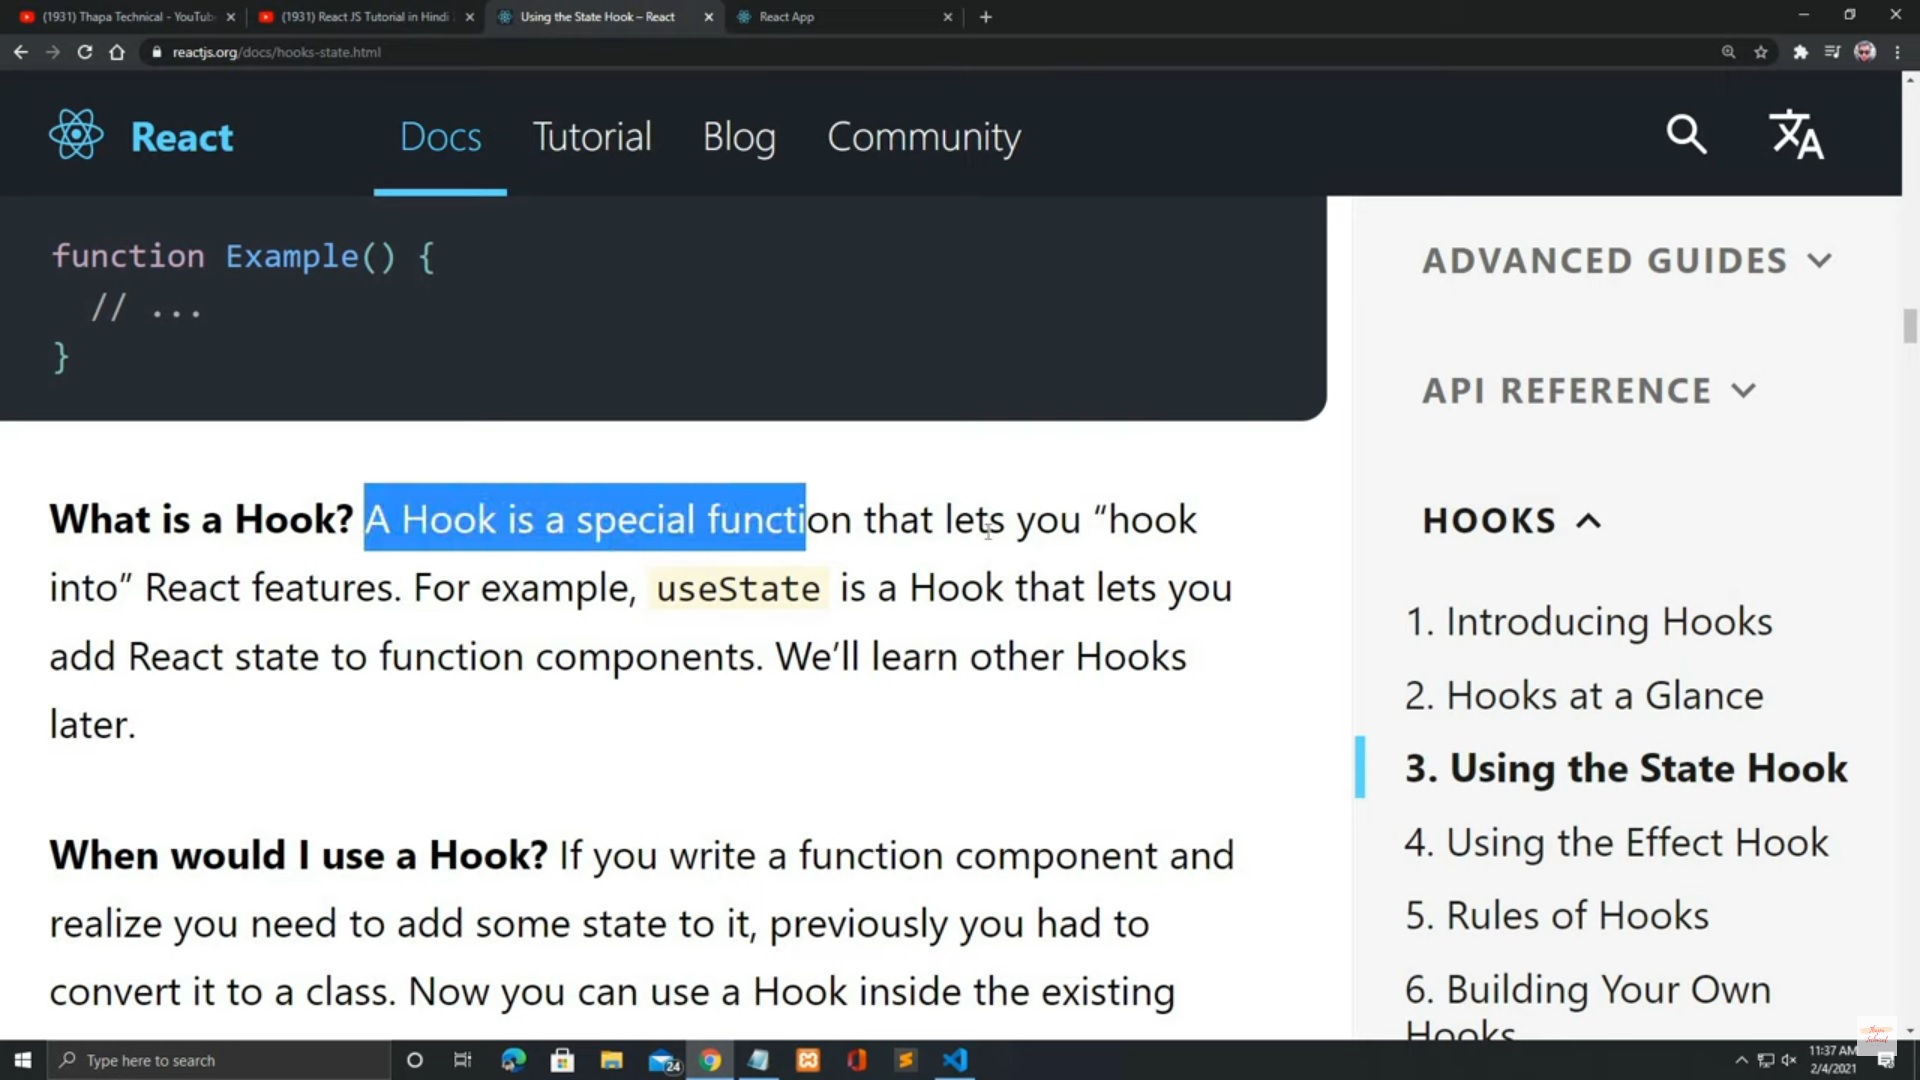 (1931) Thapa Technical - YouTub
(1931) React JS Tutorial in Hindi
Using the State Hook – React
React App
reactjs.org/docs/hooks-state.html
React
Docs
Tutorial
Blog
Community
function Example() {
// ...
}
What is a Hook? A Hook is a special function that lets you “hook
into” React features. For example, useState is a Hook that lets you
add React state to function components. We’ll learn other Hooks
later.
When would I use a Hook? If you write a function component and
realize you need to add some state to it, previously you had to
convert it to a class. Now you can use a Hook inside the existing
ADVANCED GUIDES
API REFERENCE
HOOKS
1. Introducing Hooks
2. Hooks at a Glance
3. Using the State Hook
4. Using the Effect Hook
5. Rules of Hooks
6. Building Your Own
Hooks
Type here to search
24
11:37 AM
2/4/2021